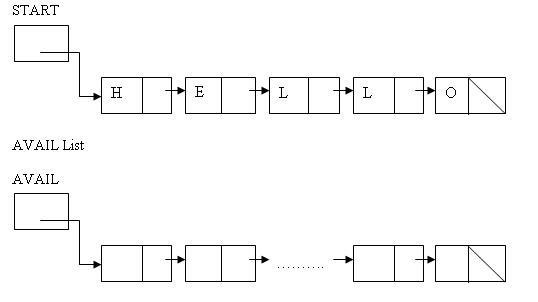 START
H E L L O
AVAIL List
AVAIL
..........